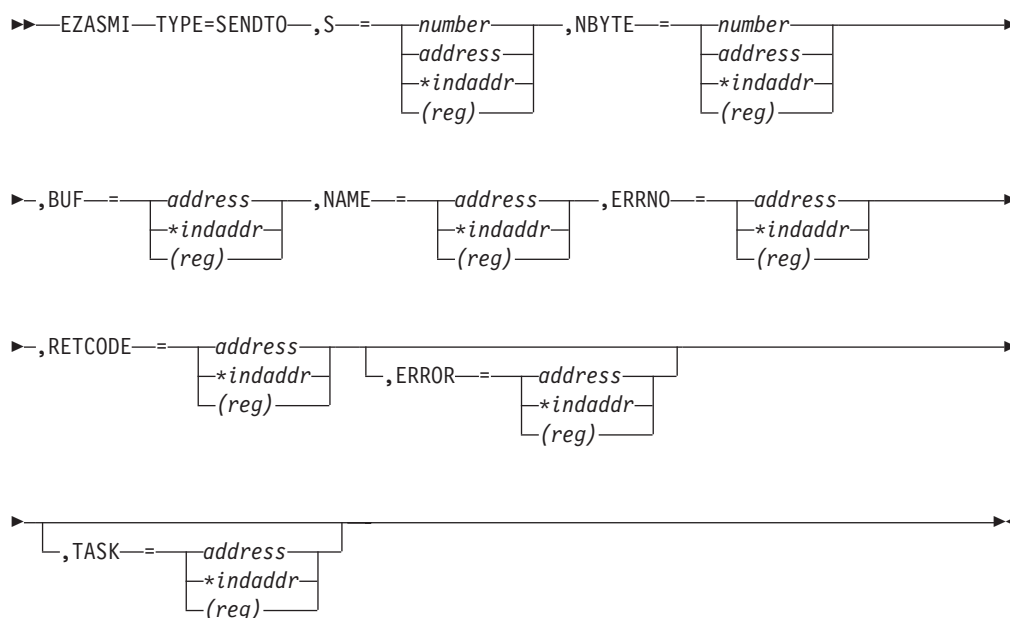 EZASMI TYPE=SENDTO ,S = number ,NBYTE = number
address address
*indaddr *indaddr
(reg) (reg)
,BUF = address ,NAME = address ,ERRNO = address
*indaddr *indaddr *indaddr
(reg) (reg) (reg)
,RETCODE = address
*indaddr ,ERROR = address
(reg) *indaddr
(reg)
,TASK = address
*indaddr
(reg)